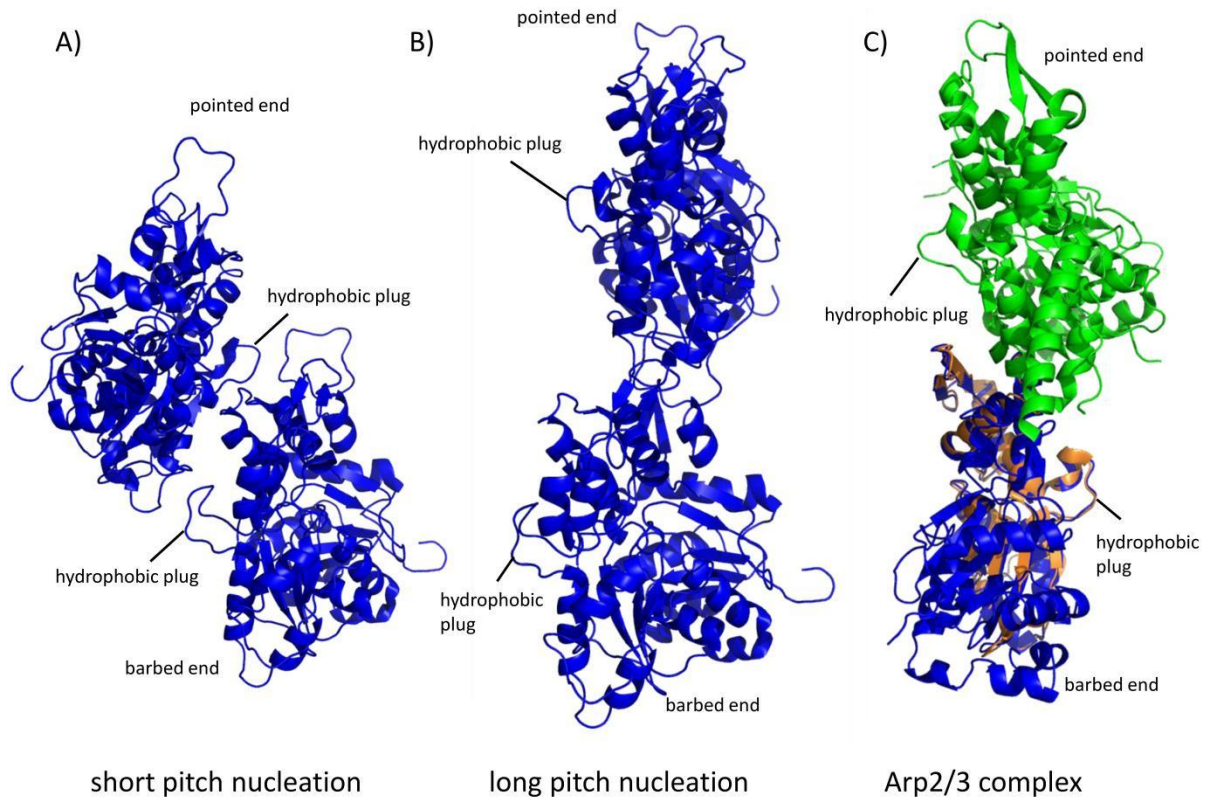 A)
pointed end
hydrophobic plug
hydrophobic plug
barbed end
short pitch nucleation
B)
pointed end
hydrophobic plug
hydrophobic
plug
barbed end
long pitch nucleation
C)
pointed end
hydrophobic plug
hydrophobic
plug
barbed end
Arp2/3 complex